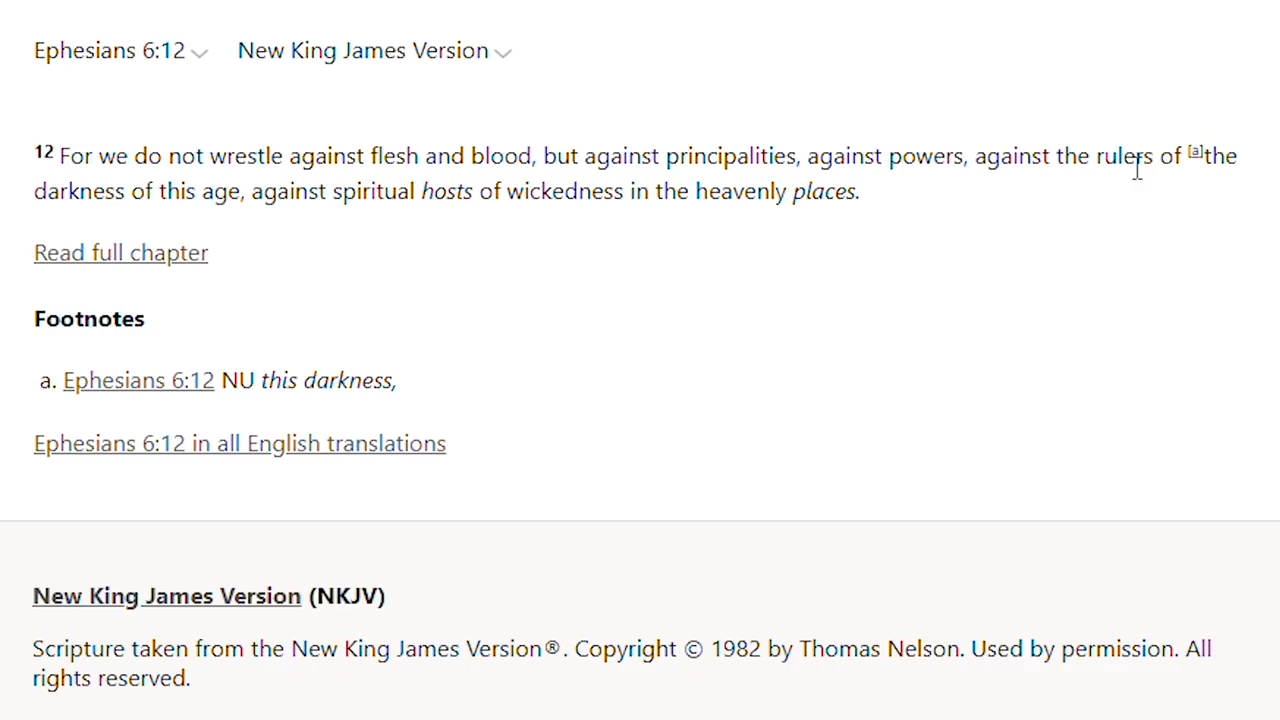 Ephesians 6:12 New King James Version
12 For we do not wrestle against flesh and blood, but against principalities, against powers, against the rulers of [a]the
darkness of this age, against spiritual hosts of wickedness in the heavenly places.
Read full chapter
Footnotes
a. Ephesians 6:12 NU this darkness,
Ephesians 6:12 in all English translations
New King James Version (NKJV)
Scripture taken from the New King James Version®. Copyright © 1982 by Thomas Nelson. Used by permission. All
rights reserved.